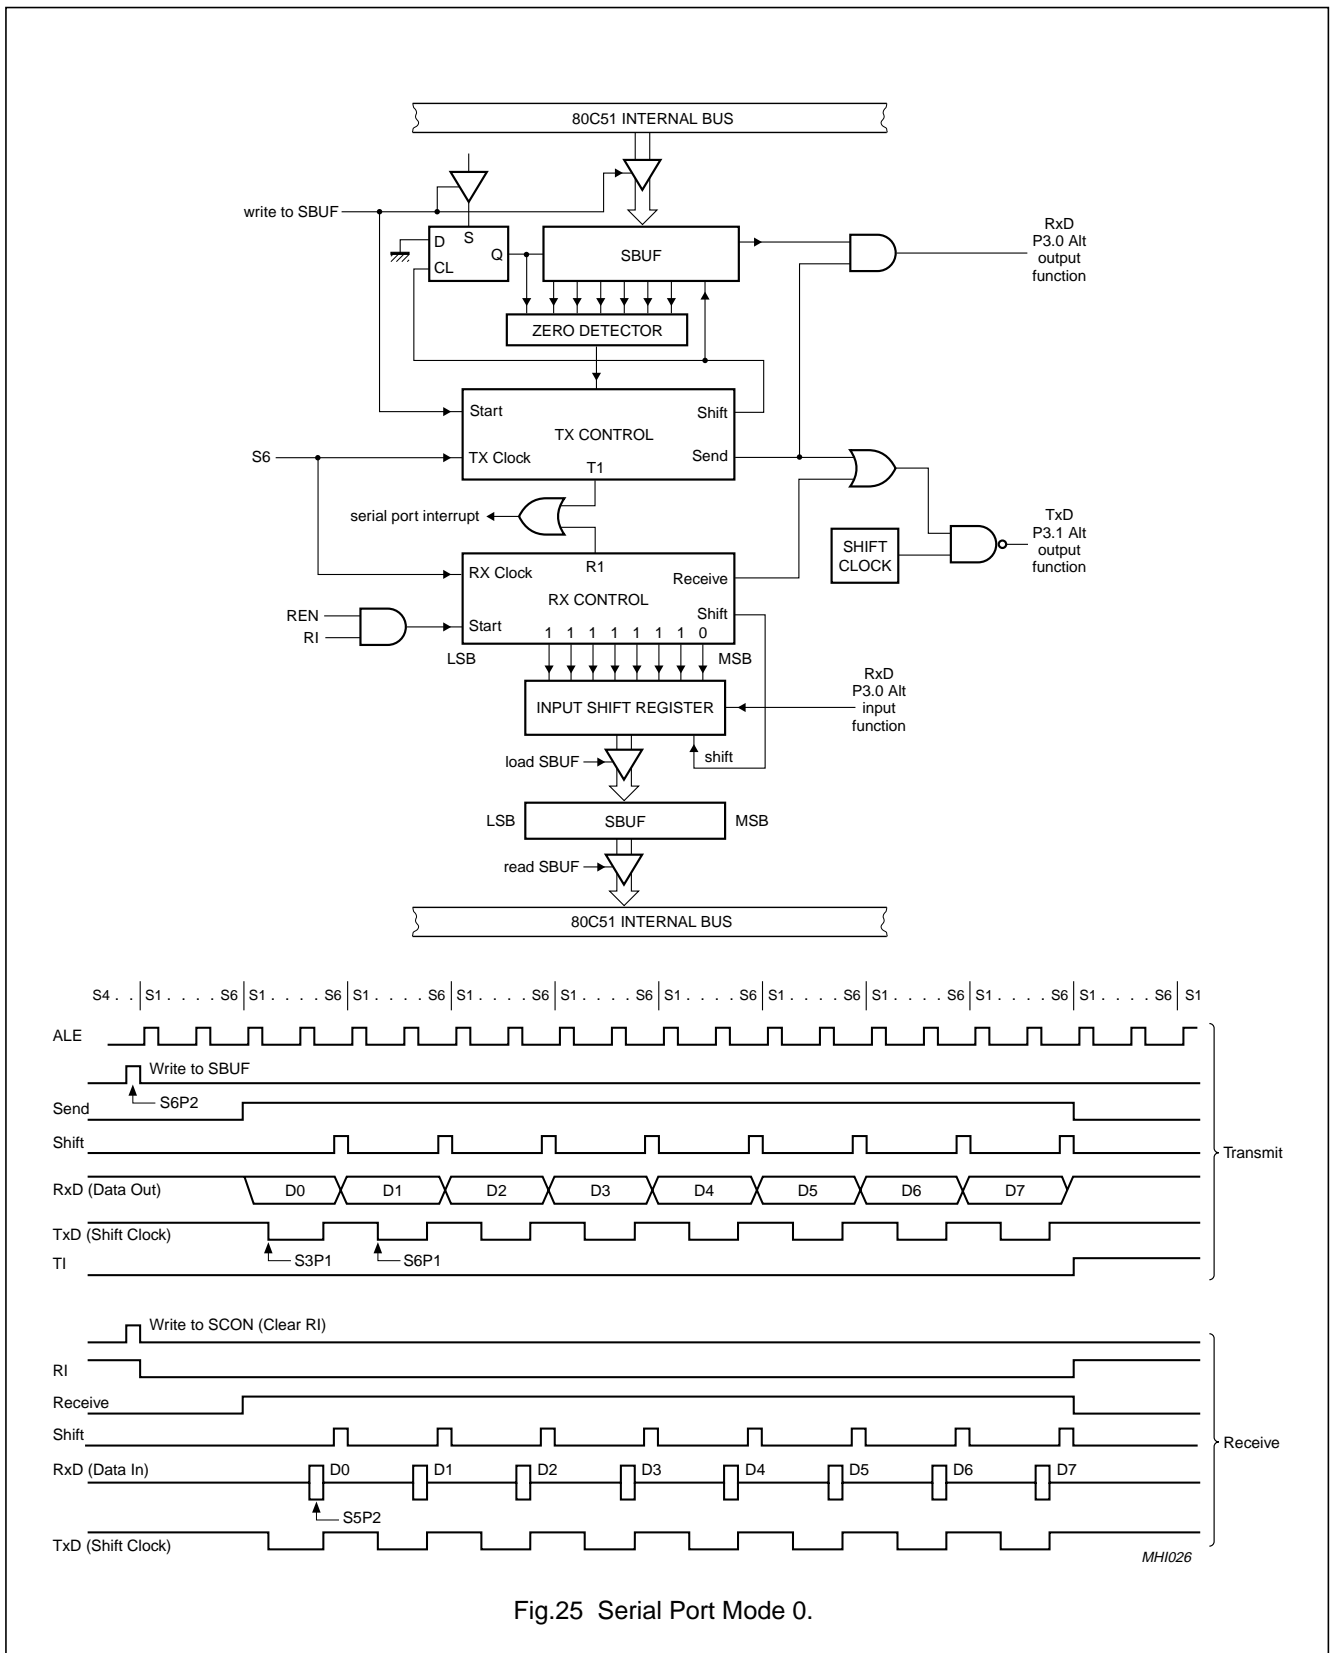 80C51 INTERNAL BUS
write to SBUF
D S Q
CL
SBUF
RxD
P3.0 Alt
output
function
ZERO DETECTOR
Start Shift
TX CONTROL
S6 TX Clock Send
T1
serial port interrupt
SHIFT
CLOCK
TxD
P3.1 Alt
output
function
RX Clock R1 Receive
RX CONTROL
REN
RI
Start Shift
1 1 1 1 1 1 1 0
LSB MSB
INPUT SHIFT REGISTER
RxD
P3.0 Alt
input
function
load SBUF shift
LSB SBUF MSB
read SBUF
80C51 INTERNAL BUS
S4 . . S1 . . . . S6 S1 . . . . S6 S1 . . . . S6 S1 . . . . S6 S1 . . . . S6 S1 . . . . S6 S1 . . . . S6 S1 . . . . S6 S1 . . . . S6 S1 . . . . S6 S1
ALE
Write to SBUF
S6P2
Send
Shift
Transmit
RxD (Data Out) D0 D1 D2 D3 D4 D5 D6 D7
TxD (Shift Clock)
S3P1 S6P1
TI
Write to SCON (Clear RI)
RI
Receive
Shift
Receive
RxD (Data In) D0 D1 D2 D3 D4 D5 D6 D7
S5P2
TxD (Shift Clock)
MHI026
Fig.25 Serial Port Mode 0.